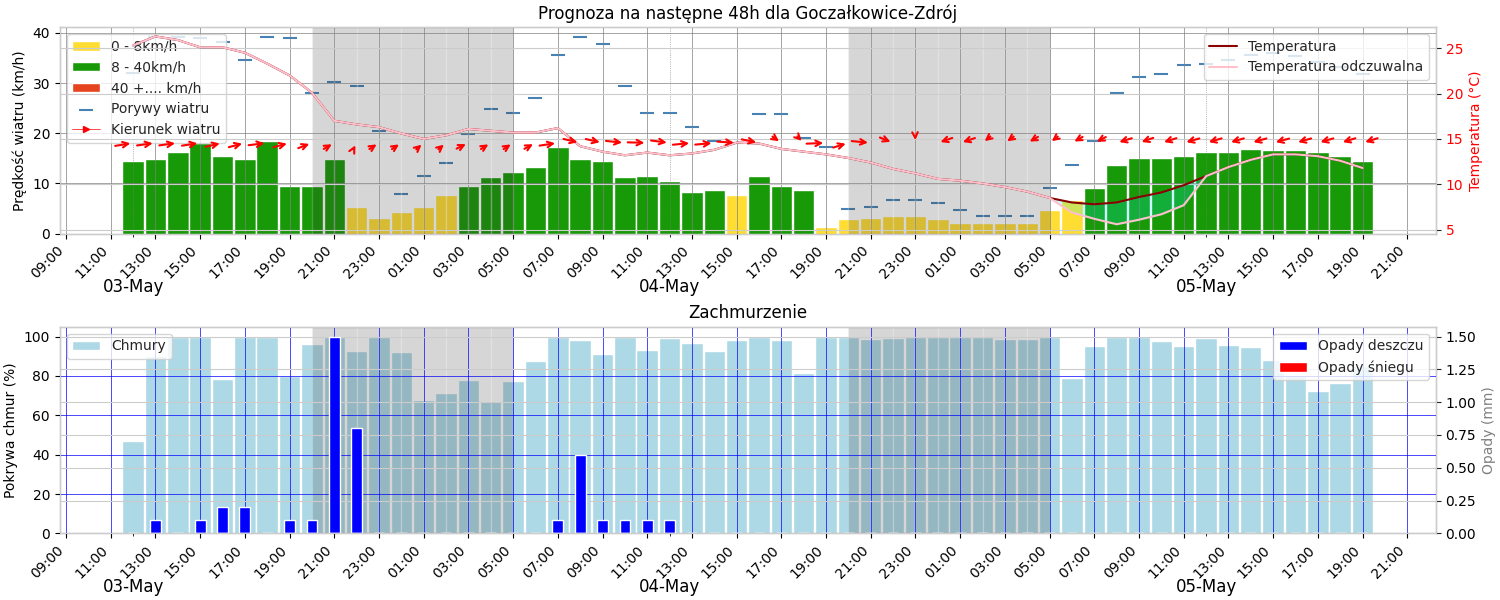 Prognoza na następne 48h dla Goczałkowice-Zdrój
Prędkość wiatru (km/h)
40
30
20
10
0
0 - 8km/h
8 - 40km/h
40 +.... km/h
Porywy wiatru
Kierunek wiatru
Temperatura
Temperatura odczuwalna
25
20
15
10
5
Temperatura (°C)
09:00 11:00 13:00 15:00 17:00 19:00 21:00 23:00 01:00 03:00 05:00 07:00 09:00 11:00 13:00 15:00 17:00 19:00 21:00 23:00 01:00 03:00 05:00 07:00 09:00 11:00 13:00 15:00 17:00 19:00 21:00
03-May 04-May 05-May
Zachmurzenie
Pokrywa chmur (%)
100
80
60
40
20
0
Chmury
Opady deszczu
Opady śniegu
1.50
1.25
1.00
0.75
0.50
0.25
0.00
Opady (mm)
09:00 11:00 13:00 15:00 17:00 19:00 21:00 23:00 01:00 03:00 05:00 07:00 09:00 11:00 13:00 15:00 17:00 19:00 21:00 23:00 01:00 03:00 05:00 07:00 09:00 11:00 13:00 15:00 17:00 19:00 21:00
03-May 04-May 05-May